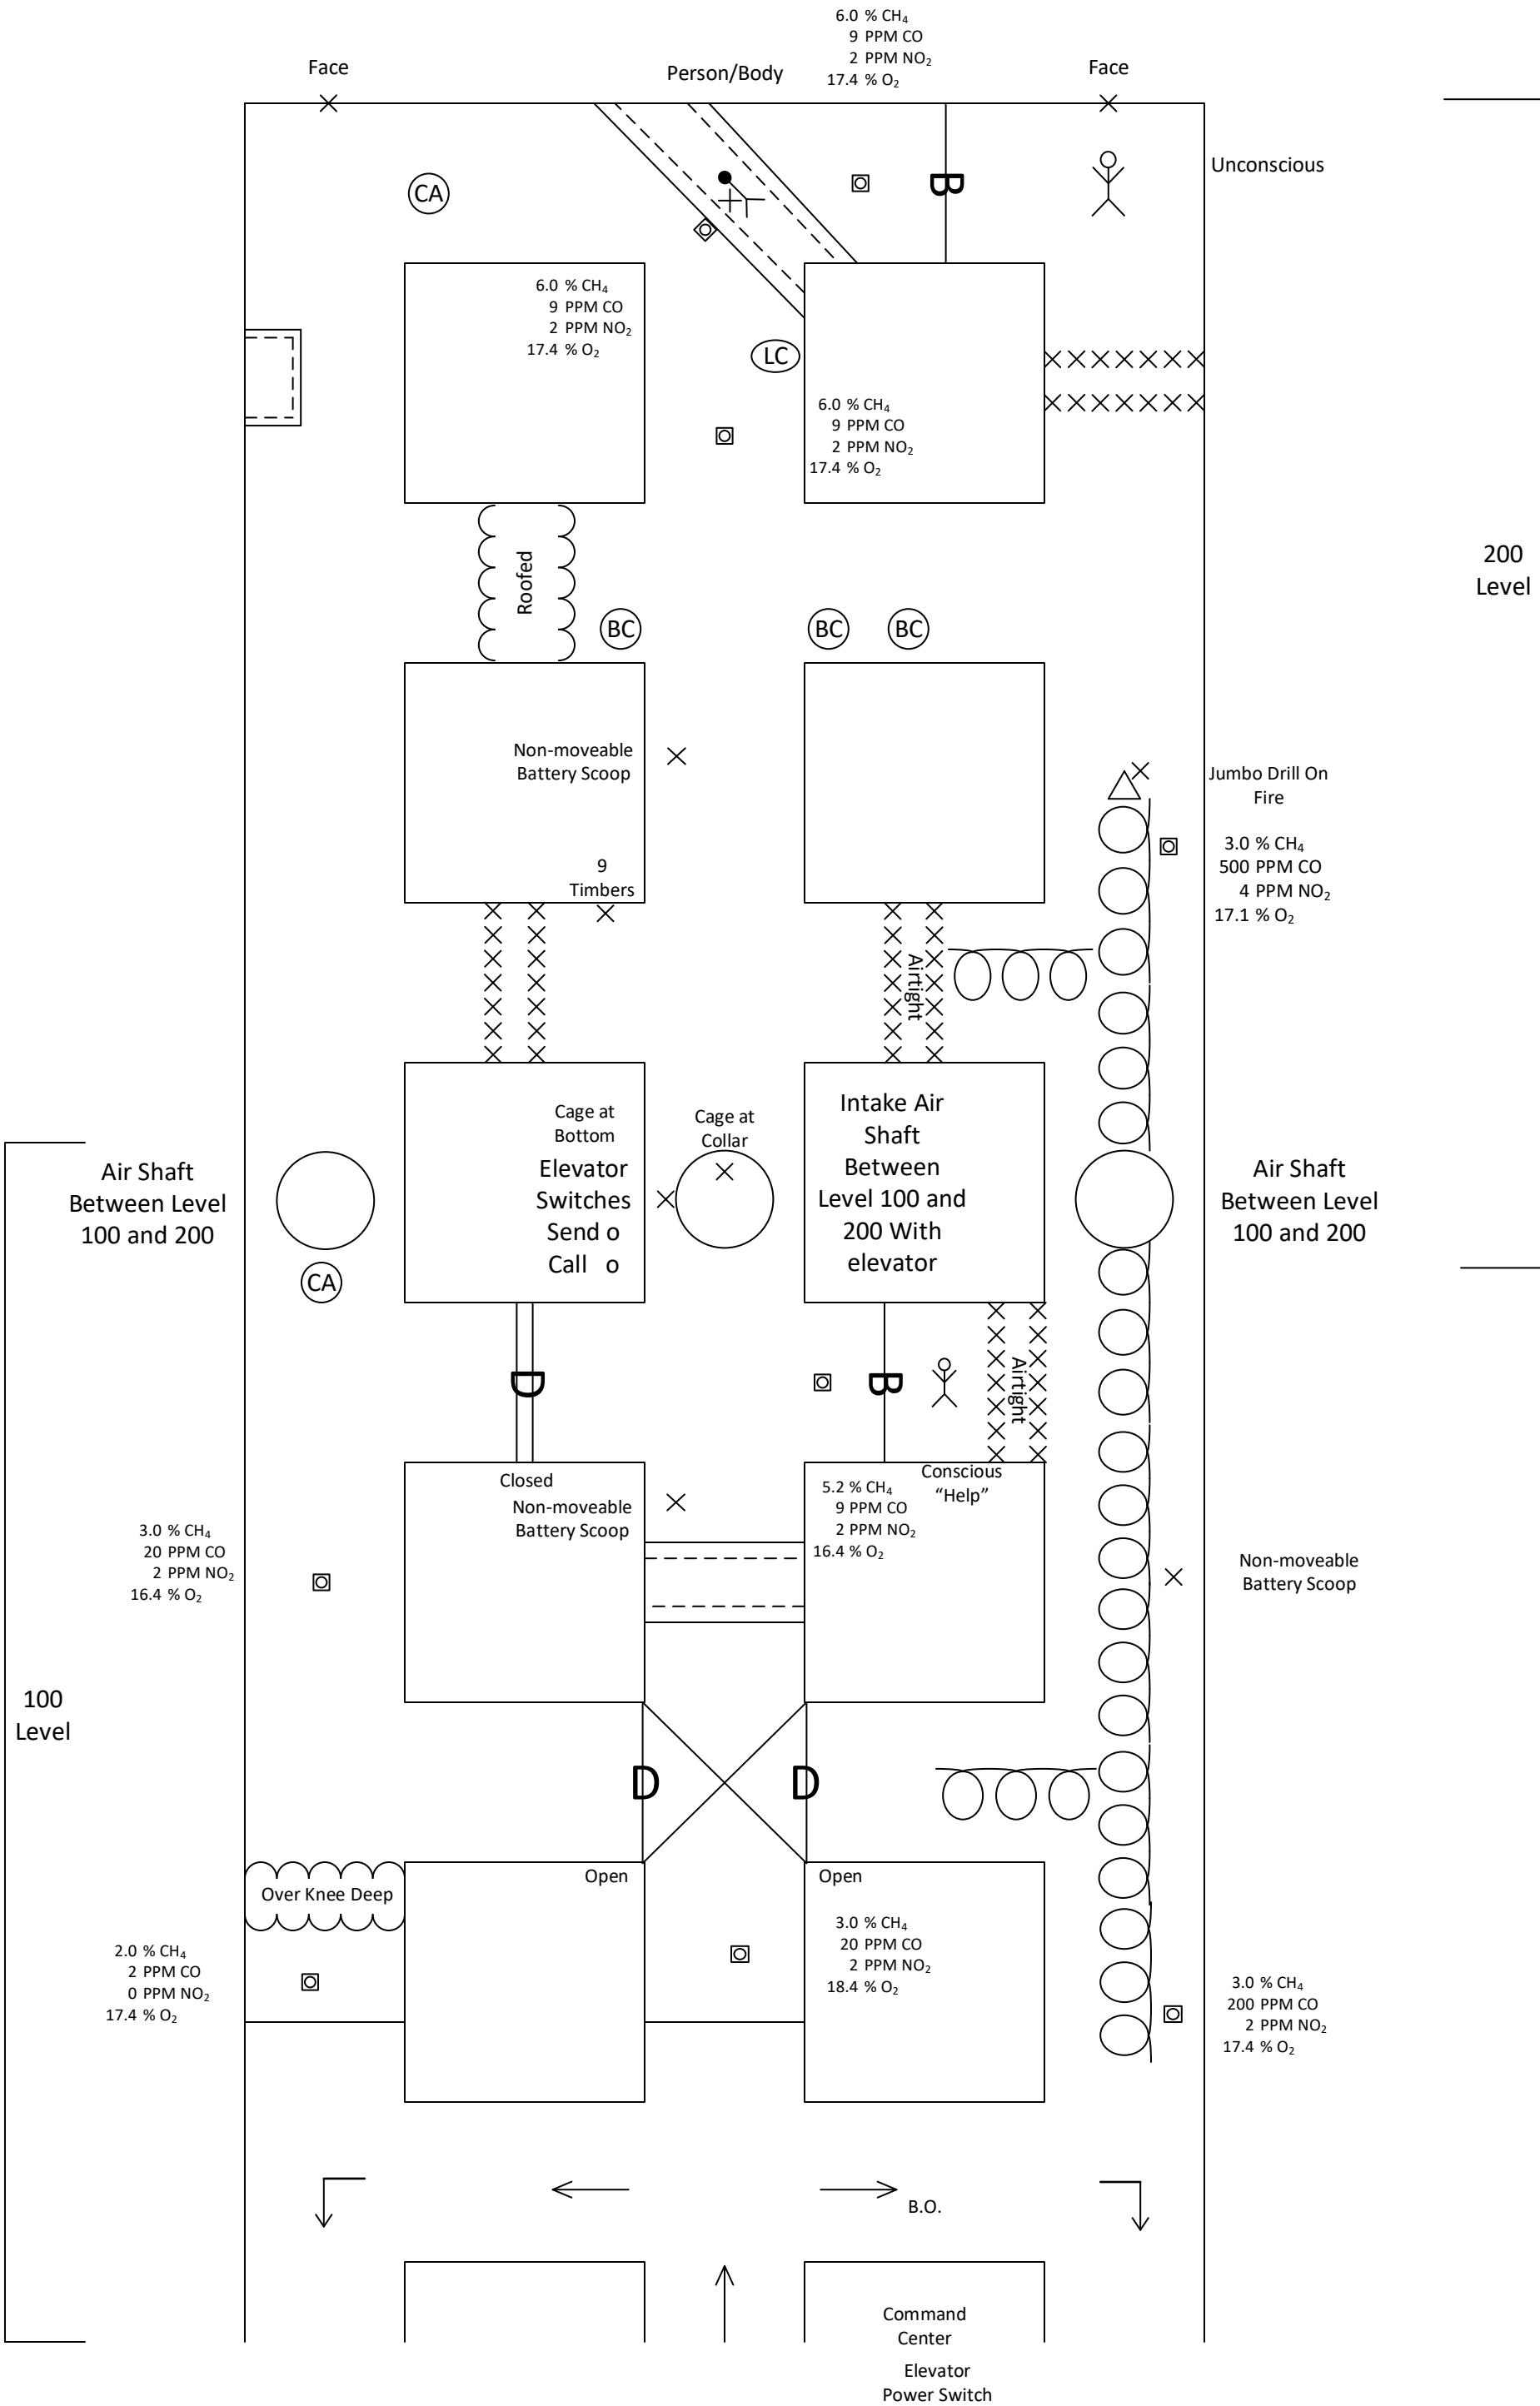 6.0 % CH₄
9 PPM CO
2 PPM NO₂
17.4 % O₂
Face
Person/Body
Face
Unconscious
CA
B
6.0 % CH₄
9 PPM CO
2 PPM NO₂
17.4 % O₂
LC
6.0 % CH₄
9 PPM CO
2 PPM NO₂
17.4 % O₂
200
Level
Roofed
BC
BC
BC
Non-moveable
Battery Scoop
Jumbo Drill On
Fire
3.0 % CH₄
500 PPM CO
4 PPM NO₂
17.1 % O₂
9
Timbers
Airtight
Air Shaft
Between Level
100 and 200
CA
Cage at
Bottom
Elevator
Switches
Send o
Call o
Cage at
Collar
Intake Air
Shaft
Between
Level 100 and
200 With
elevator
Air Shaft
Between Level
100 and 200
D
B
Airtight
Closed
Non-moveable
Battery Scoop
Conscious
“Help”
5.2 % CH₄
9 PPM CO
2 PPM NO₂
16.4 % O₂
3.0 % CH₄
20 PPM CO
2 PPM NO₂
16.4 % O₂
Non-moveable
Battery Scoop
100
Level
D
D
Over Knee Deep
Open
Open
3.0 % CH₄
20 PPM CO
2 PPM NO₂
18.4 % O₂
2.0 % CH₄
2 PPM CO
0 PPM NO₂
17.4 % O₂
3.0 % CH₄
200 PPM CO
2 PPM NO₂
17.4 % O₂
B.O.
Command
Center
Elevator
Power Switch